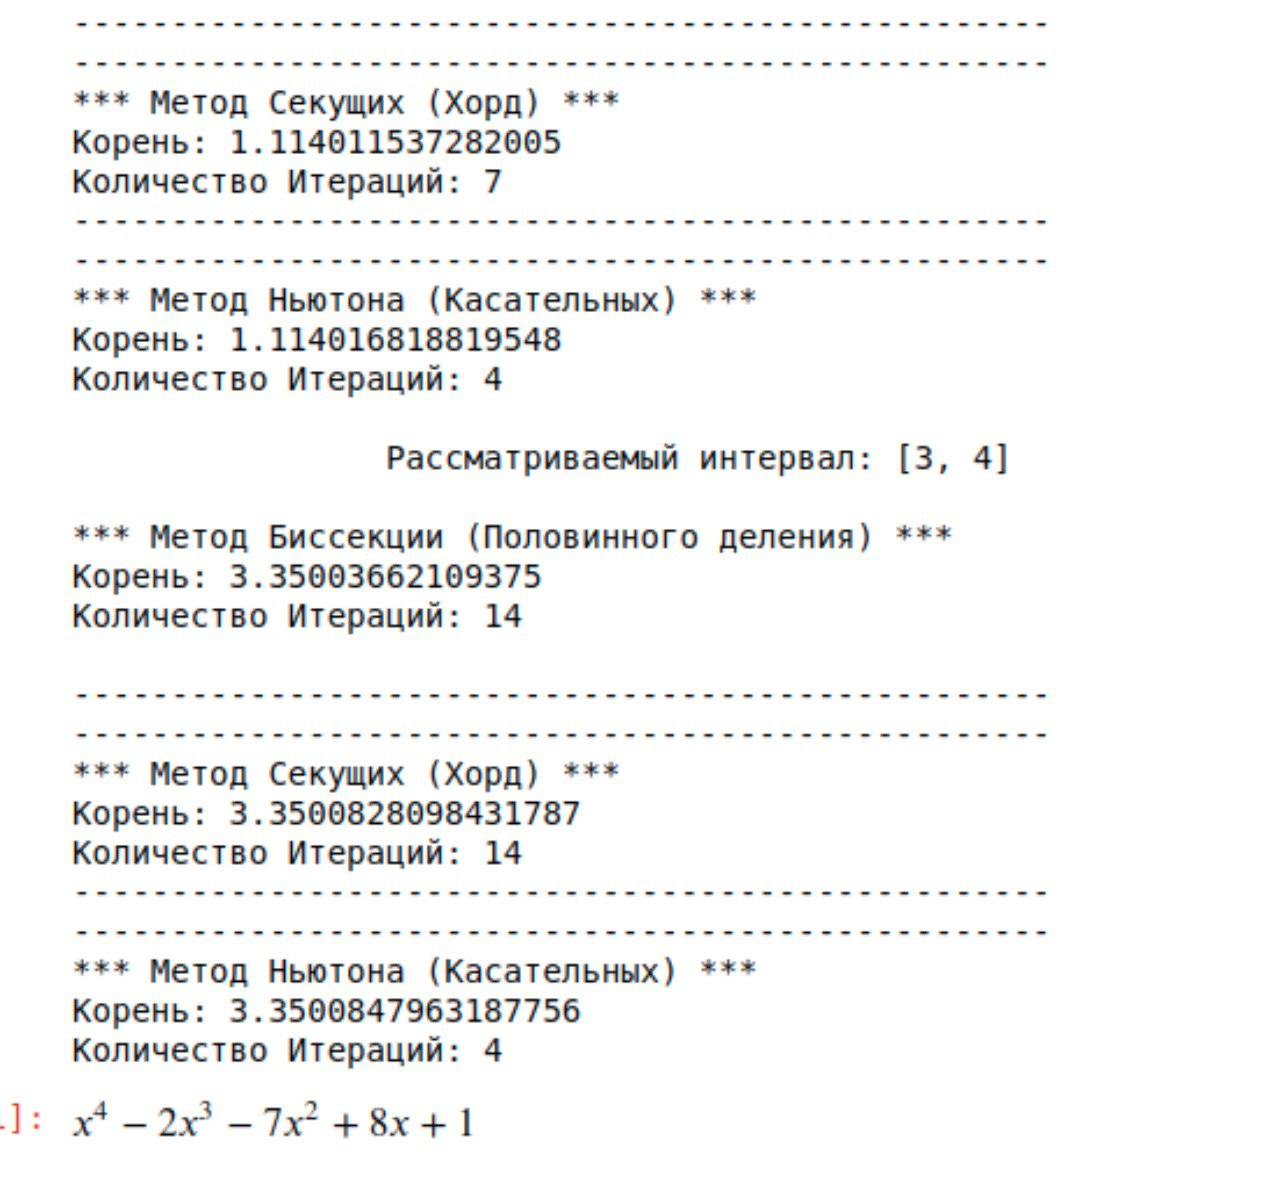 --------------------------------------------------
--------------------------------------------------
*** Метод Секущих (Хорд) ***
Корень: 1.114011537282005
Количество Итераций: 7
--------------------------------------------------
--------------------------------------------------
*** Метод Ньютона (Касательных) ***
Корень: 1.114016818819548
Количество Итераций: 4
Рассматриваемый интервал: [3, 4]
*** Метод Биссекции (Половинного деления) ***
Корень: 3.35003662109375
Количество Итераций: 14
--------------------------------------------------
--------------------------------------------------
*** Метод Секущих (Хорд) ***
Корень: 3.3500828098431787
Количество Итераций: 14
--------------------------------------------------
--------------------------------------------------
*** Метод Ньютона (Касательных) ***
Корень: 3.3500847963187756
Количество Итераций: 4
]: x⁴ − 2x³ − 7x² + 8x + 1